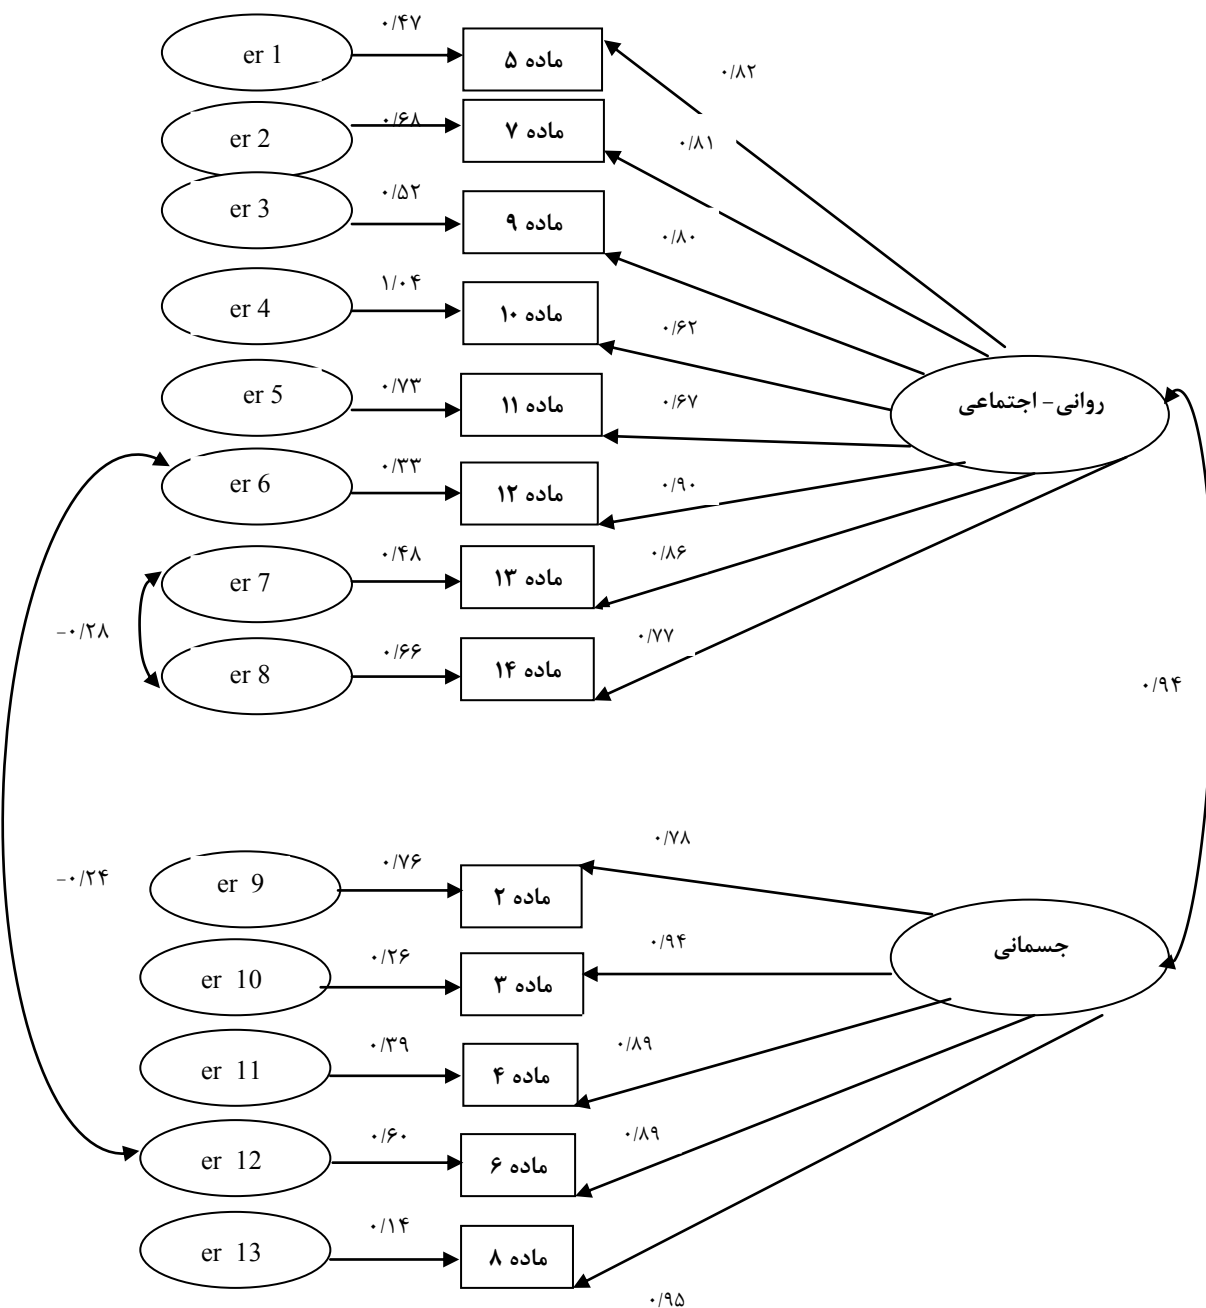 er 1
۰/۴۷
ماده ۵
۰/۸۲
er 2
۰/۶۸
ماده ۷
۰/۸۱
er 3
۰/۵۲
ماده ۹
۰/۸۰
er 4
۱/۰۴
ماده ۱۰
۰/۶۲
er 5
۰/۷۳
ماده ۱۱
۰/۶۷
روانی- اجتماعی
er 6
۰/۳۳
ماده ۱۲
۰/۹۰
er 7
۰/۴۸
ماده ۱۳
۰/۸۶
-۰/۲۸
er 8
۰/۶۶
ماده ۱۴
۰/۷۷
۰/۹۴
-۰/۲۴
er 9
۰/۷۶
ماده ۲
۰/۷۸
er 10
۰/۲۶
ماده ۳
۰/۹۴
جسمانی
er 11
۰/۳۹
ماده ۴
۰/۸۹
er 12
۰/۶۰
ماده ۶
۰/۸۹
er 13
۰/۱۴
ماده ۸
۰/۹۵